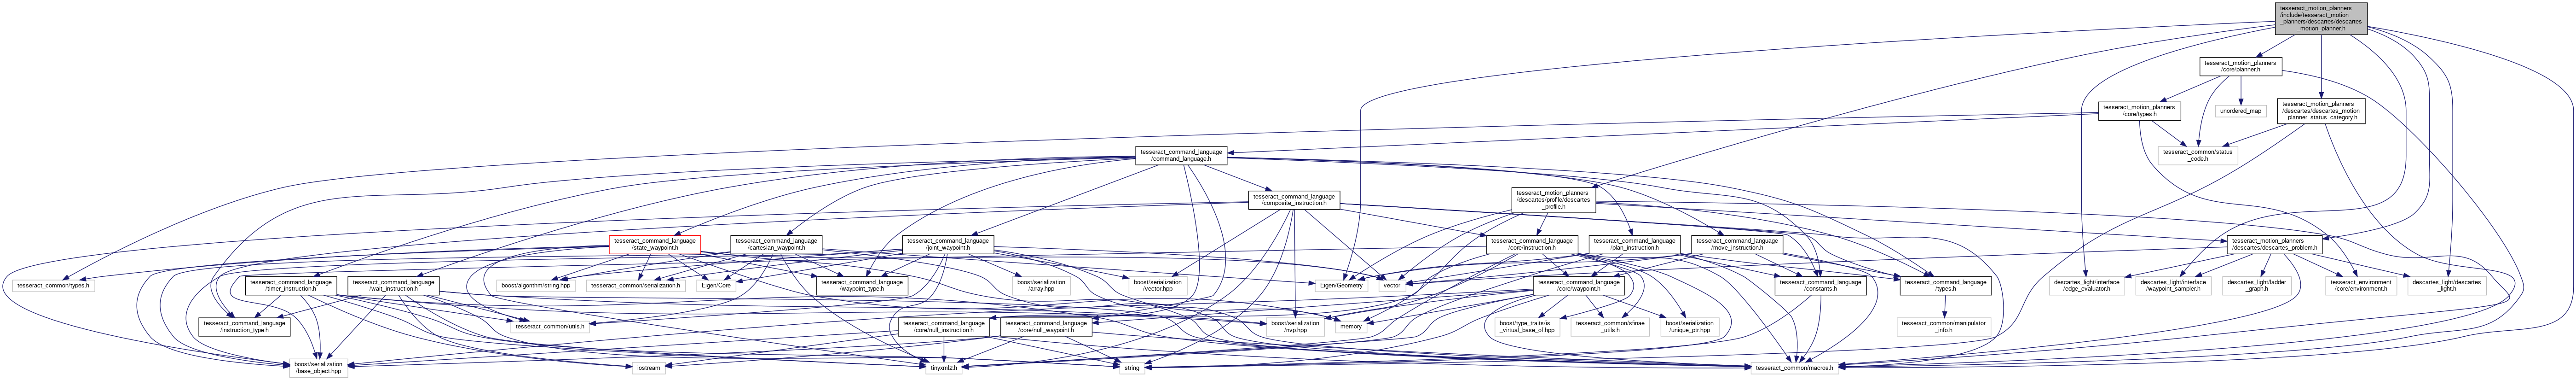 tesseract_motion_planners
/include/tesseract_motion
_planners/descartes/descartes
_motion_planner.h
tesseract_motion_planners
/core/planner.h
tesseract_motion_planners
/core/types.h
unordered_map
tesseract_motion_planners
/descartes/descartes_motion
_planner_status_category.h
tesseract_common/status
_code.h
tesseract_command_language
/command_language.h
tesseract_command_language
/composite_instruction.h
tesseract_motion_planners
/descartes/profile/descartes
_profile.h
tesseract_command_language
/state_waypoint.h
tesseract_command_language
/cartesian_waypoint.h
tesseract_command_language
/joint_waypoint.h
tesseract_command_language
/core/instruction.h
tesseract_command_language
/plan_instruction.h
tesseract_command_language
/move_instruction.h
tesseract_motion_planners
/descartes/descartes_problem.h
tesseract_common/types.h
tesseract_command_language
/timer_instruction.h
tesseract_command_language
/wait_instruction.h
boost/algorithm/string.hpp
tesseract_common/serialization.h
Eigen/Core
tesseract_command_language
/waypoint_type.h
boost/serialization
/array.hpp
boost/serialization
/vector.hpp
Eigen/Geometry
vector
tesseract_command_language
/core/waypoint.h
tesseract_command_language
/constants.h
tesseract_command_language
/types.h
descartes_light/interface
/edge_evaluator.h
descartes_light/interface
/waypoint_sampler.h
descartes_light/ladder
_graph.h
tesseract_environment
/core/environment.h
descartes_light/descartes
_light.h
tesseract_command_language
/instruction_type.h
tesseract_common/utils.h
tesseract_command_language
/core/null_instruction.h
tesseract_command_language
/core/null_waypoint.h
boost/serialization
/nvp.hpp
memory
boost/type_traits/is
_virtual_base_of.hpp
tesseract_common/sfinae
_utils.h
boost/serialization
/unique_ptr.hpp
tesseract_common/manipulator
_info.h
boost/serialization
/base_object.hpp
iostream
tinyxml2.h
string
tesseract_common/macros.h